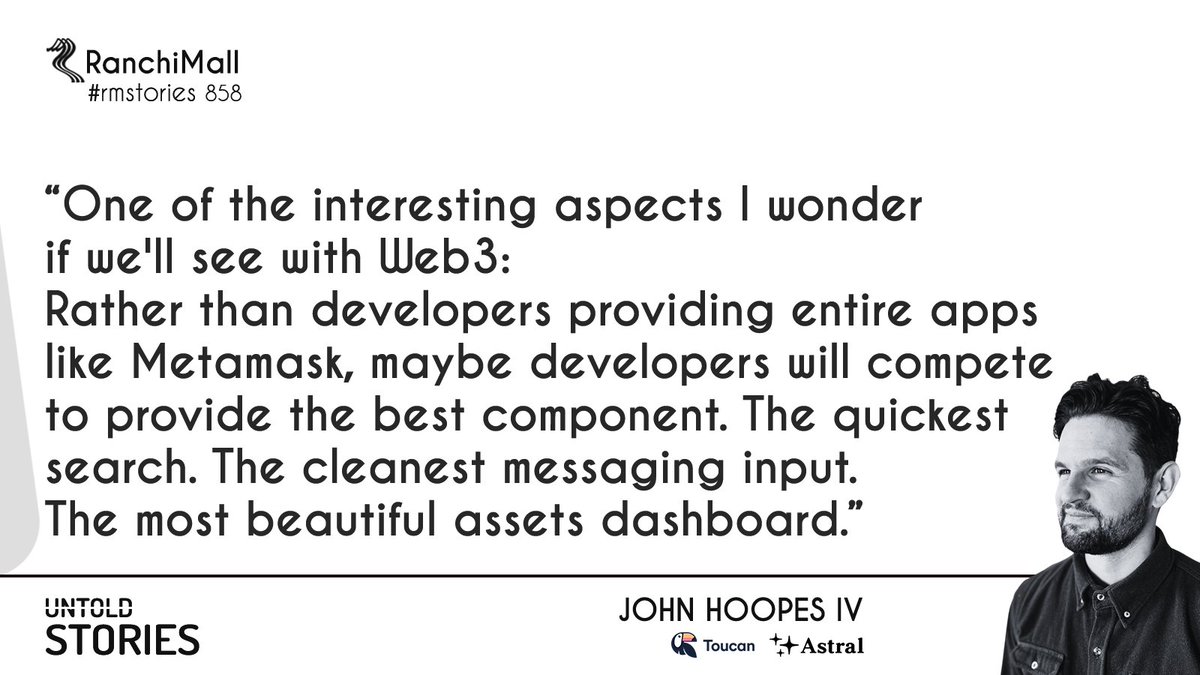 RanchiMall
#rmstories 858
“One of the interesting aspects I wonder
if we'll see with Web3:
Rather than developers providing entire apps
like Metamask, maybe developers will compete
to provide the best component. The quickest
search. The cleanest messaging input.
The most beautiful assets dashboard.”
UNTOLD
STORIES
JOHN HOOPES IV
Toucan Astral